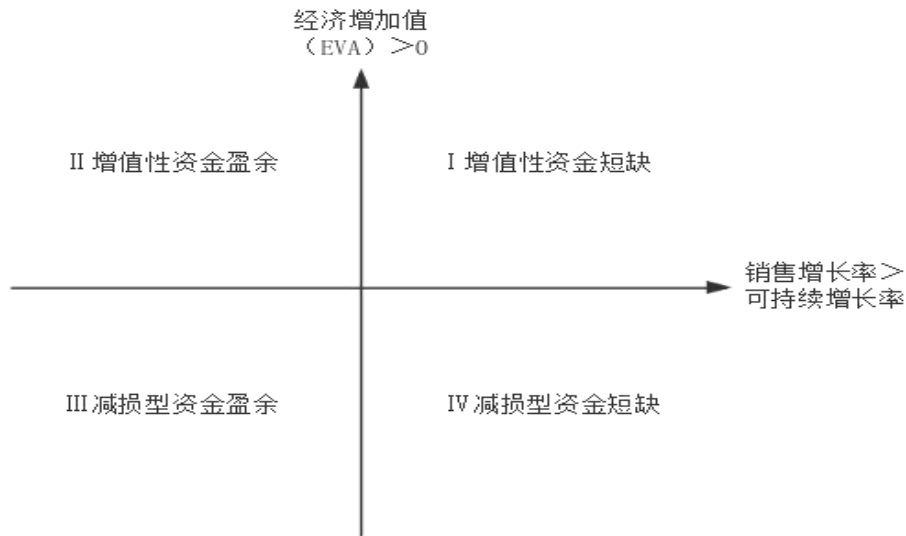 经济增加值
（EVA）＞0
II 增值性资金盈余
I 增值性资金短缺
销售增长率＞
可持续增长率
III 减损型资金盈余
IV 减损型资金短缺